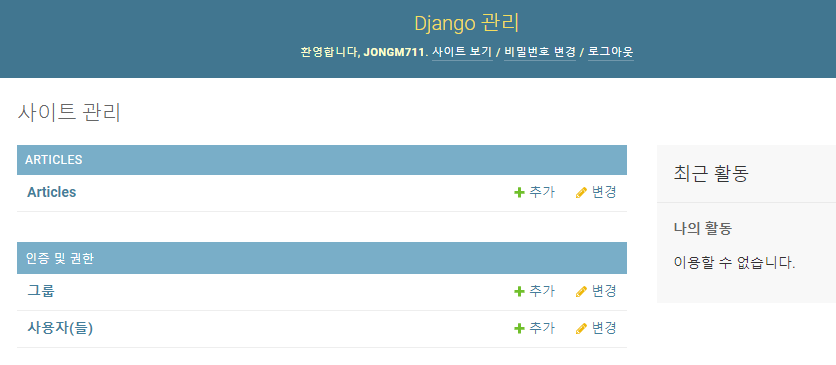 Django 관리
환영합니다, JONGM711. 사이트 보기 / 비밀번호 변경 / 로그아웃
사이트 관리
ARTICLES
Articles 추가 변경
인증 및 권한
그룹 추가 변경
사용자(들) 추가 변경
최근 활동
나의 활동
이용할 수 없습니다.